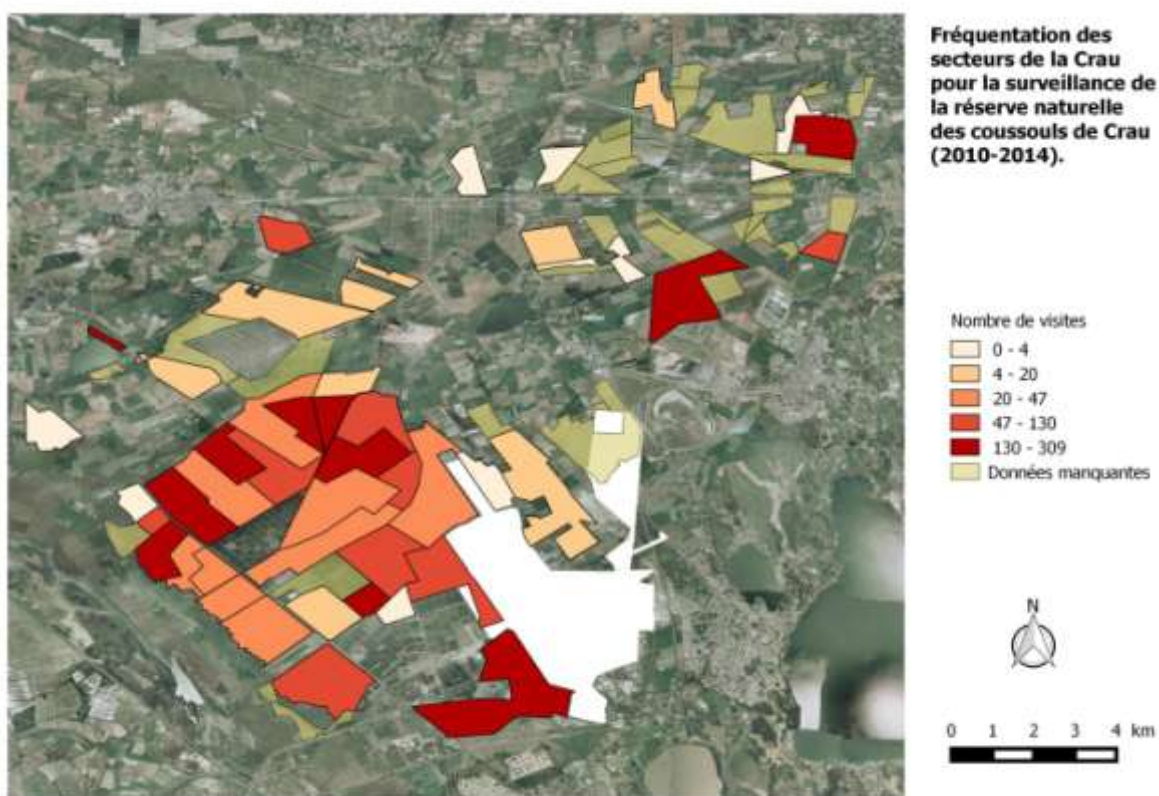 Fréquentation des
secteurs de la Crau
pour la surveillance de
la réserve naturelle
des coussouls de Crau
(2010-2014).
Nombre de visites
0 - 4
4 - 20
20 - 47
47 - 130
130 - 309
Données manquantes
N
0 1 2 3 4 km